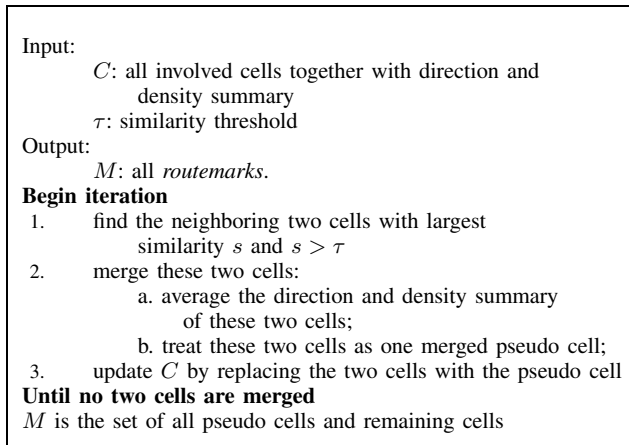 Input:
C: all involved cells together with direction and
density summary
τ: similarity threshold
Output:
M: all routemarks.
Begin iteration
1. find the neighboring two cells with largest
similarity s and s > τ
2. merge these two cells:
a. average the direction and density summary
of these two cells;
b. treat these two cells as one merged pseudo cell;
3. update C by replacing the two cells with the pseudo cell
Until no two cells are merged
M is the set of all pseudo cells and remaining cells